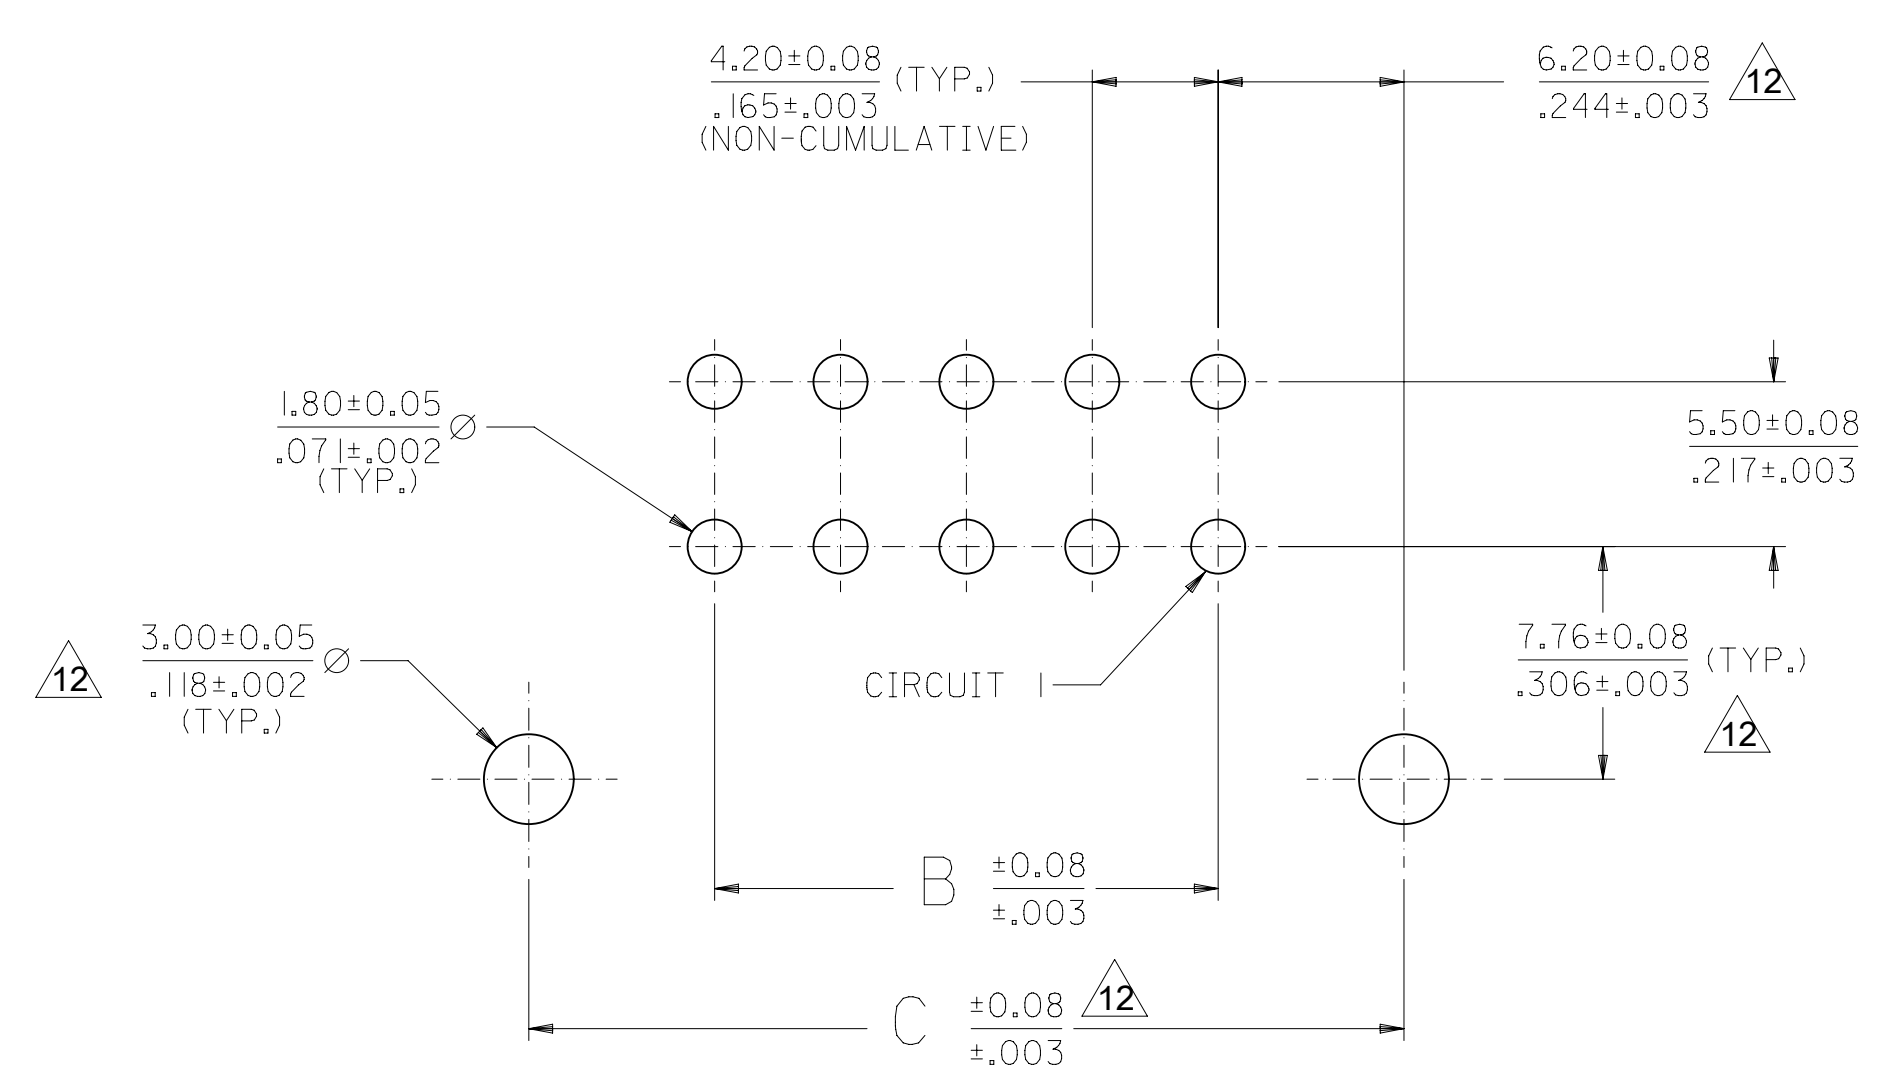 4.20±0.08
.165±.003
(TYP.)
(NON-CUMULATIVE)
6.20±0.08
.244±.003
12
1.80±0.05
.071±.002
∅
(TYP.)
5.50±0.08
.217±.003
3.00±0.05
.118±.002
∅
(TYP.)
12
CIRCUIT 1
7.76±0.08
.306±.003
(TYP.)
12
B
±0.08
±.003
C
±0.08
±.003
12